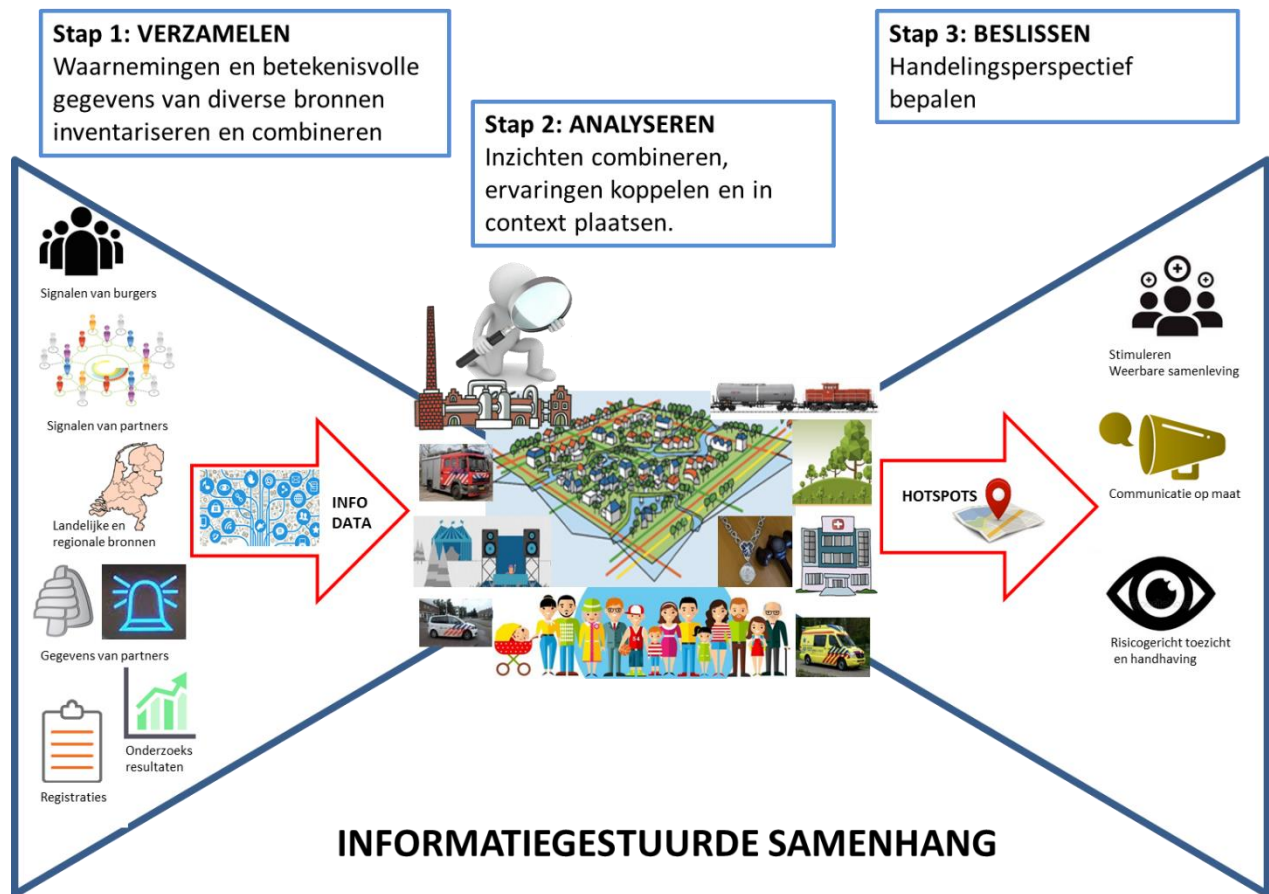 Stap 1: VERZAMELEN
Waarnemingen en betekenisvolle
gegevens van diverse bronnen
inventariseren en combineren
Stap 2: ANALYSEREN
Inzichten combineren,
ervaringen koppelen en in
context plaatsen.
Stap 3: BESLISSEN
Handelingsperspectief
bepalen
Signalen van burgers
Signalen van partners
Landelijke en
regionale bronnen
Gegevens van partners
Onderzoeks
resultaten
Registraties
INFO
DATA
HOTSPOTS
Stimuleren
Weerbare samenleving
Communicatie op maat
Risicogericht toezicht
en handhaving
INFORMATIEGESTUURDE SAMENHANG